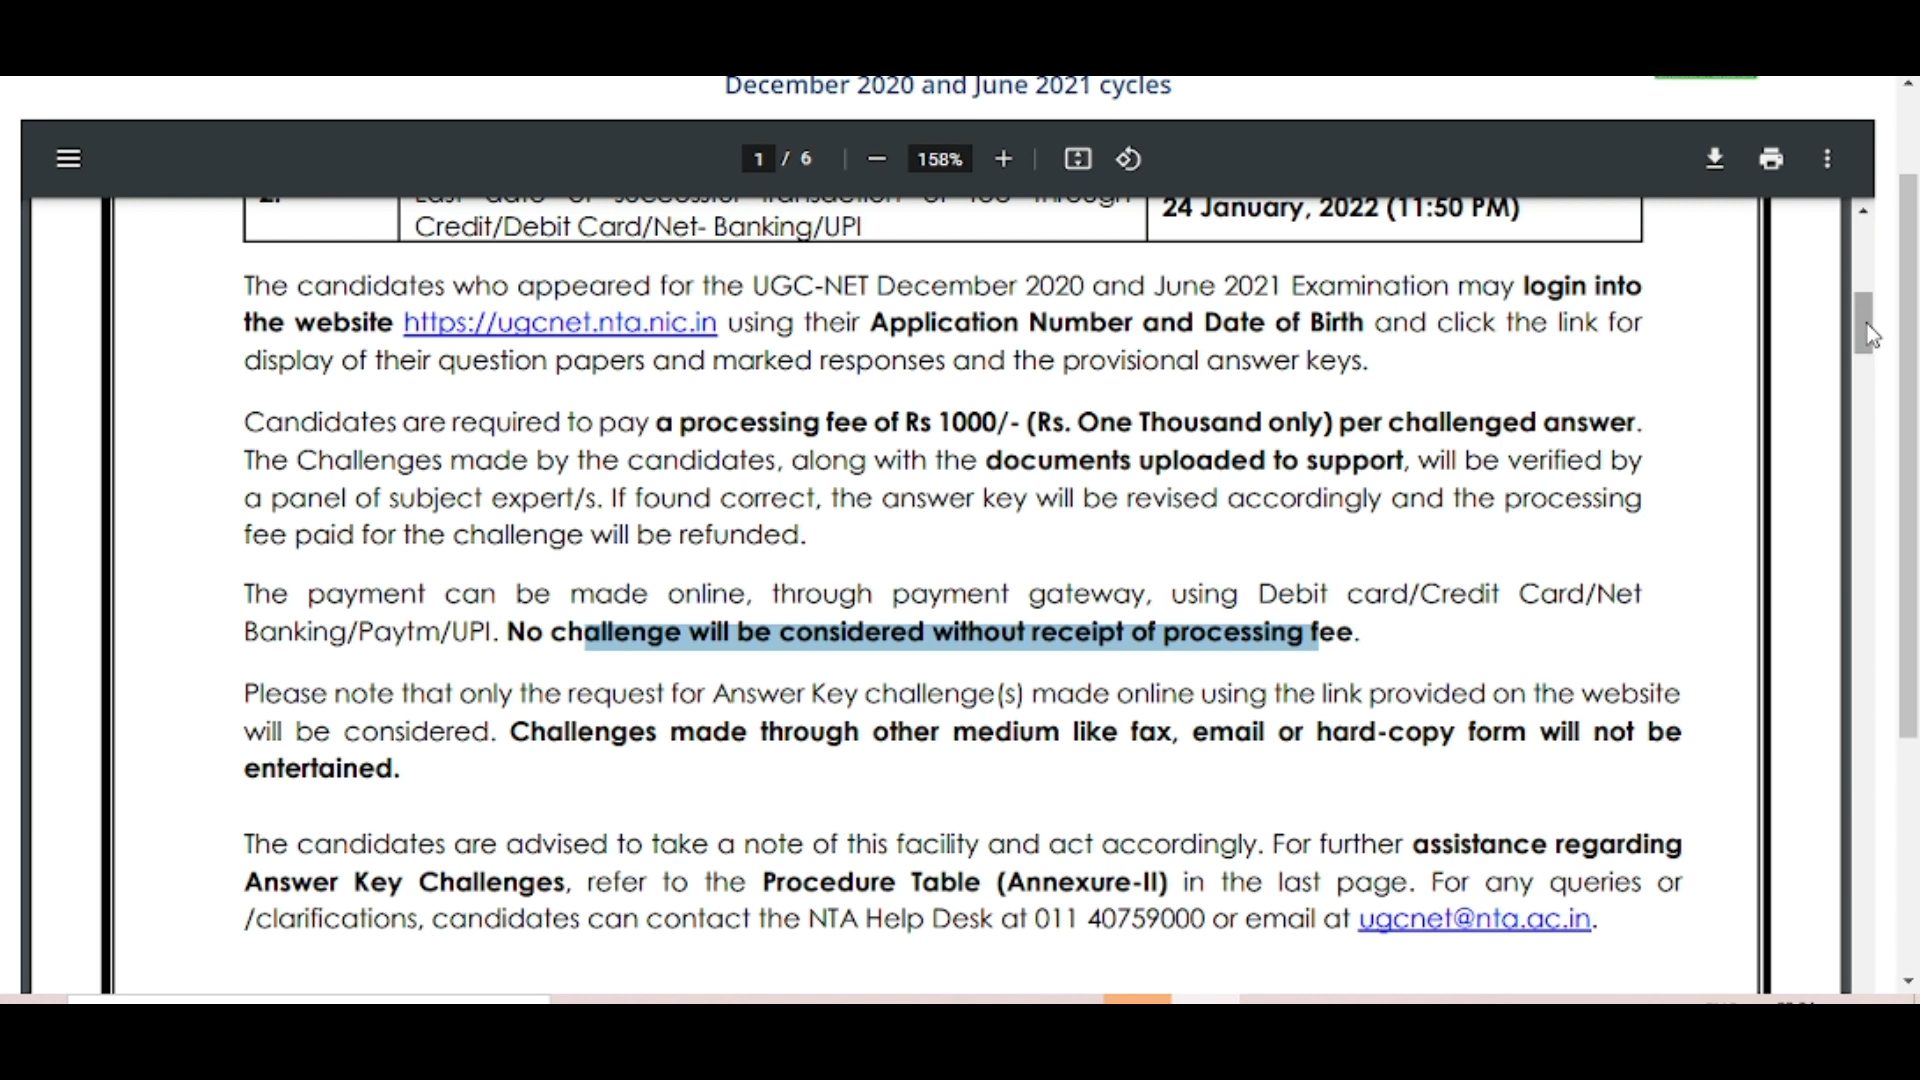 December 2020 and June 2021 cycles
1 / 6 158%
Credit/Debit Card/Net- Banking/UPI
24 January, 2022 (11:50 PM)
The candidates who appeared for the UGC-NET December 2020 and June 2021 Examination may login into
the website https://ugcnet.nta.nic.in using their Application Number and Date of Birth and click the link for
display of their question papers and marked responses and the provisional answer keys.
Candidates are required to pay a processing fee of Rs 1000/- (Rs. One Thousand only) per challenged answer.
The Challenges made by the candidates, along with the documents uploaded to support, will be verified by
a panel of subject expert/s. If found correct, the answer key will be revised accordingly and the processing
fee paid for the challenge will be refunded.
The payment can be made online, through payment gateway, using Debit card/Credit Card/Net
Banking/Paytm/UPI. No challenge will be considered without receipt of processing fee.
Please note that only the request for Answer Key challenge(s) made online using the link provided on the website
will be considered. Challenges made through other medium like fax, email or hard-copy form will not be
entertained.
The candidates are advised to take a note of this facility and act accordingly. For further assistance regarding
Answer Key Challenges, refer to the Procedure Table (Annexure-II) in the last page. For any queries or
/clarifications, candidates can contact the NTA Help Desk at 011 40759000 or email at ugcnet@nta.ac.in.